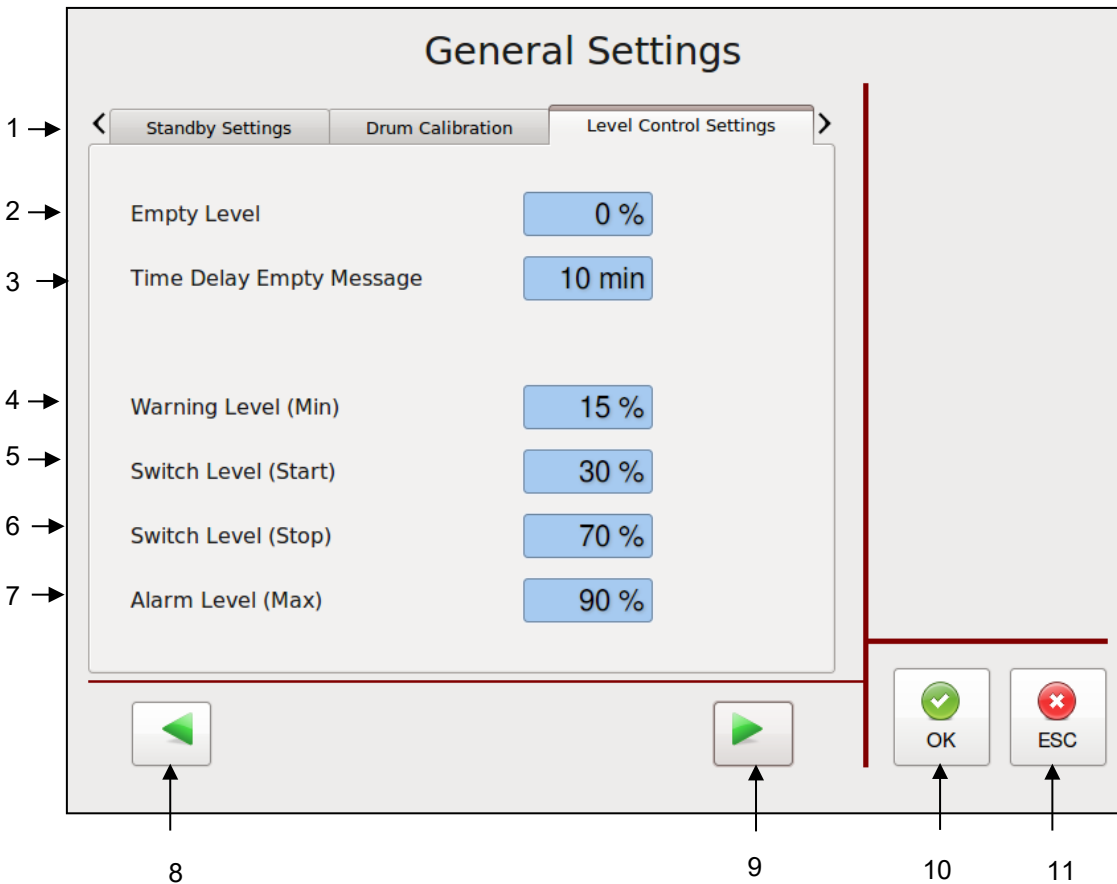 General Settings
1 Standby Settings Drum Calibration Level Control Settings
2 Empty Level 0 %
3 Time Delay Empty Message 10 min
4 Warning Level (Min) 15 %
5 Switch Level (Start) 30 %
6 Switch Level (Stop) 70 %
7 Alarm Level (Max) 90 %
OK ESC
8 9 10 11